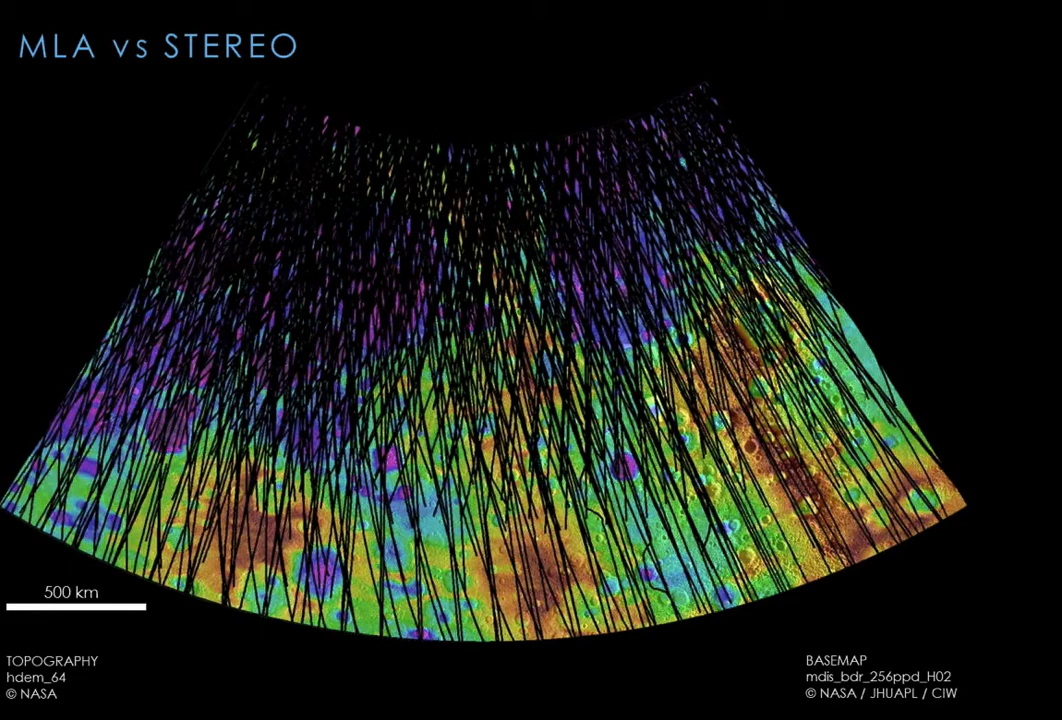 MLA vs STEREO
500 km
TOPOGRAPHY
hdem_64
© NASA
BASEMAP
mdis_bdr_256ppd_H02
© NASA / JHUAPL / CIW